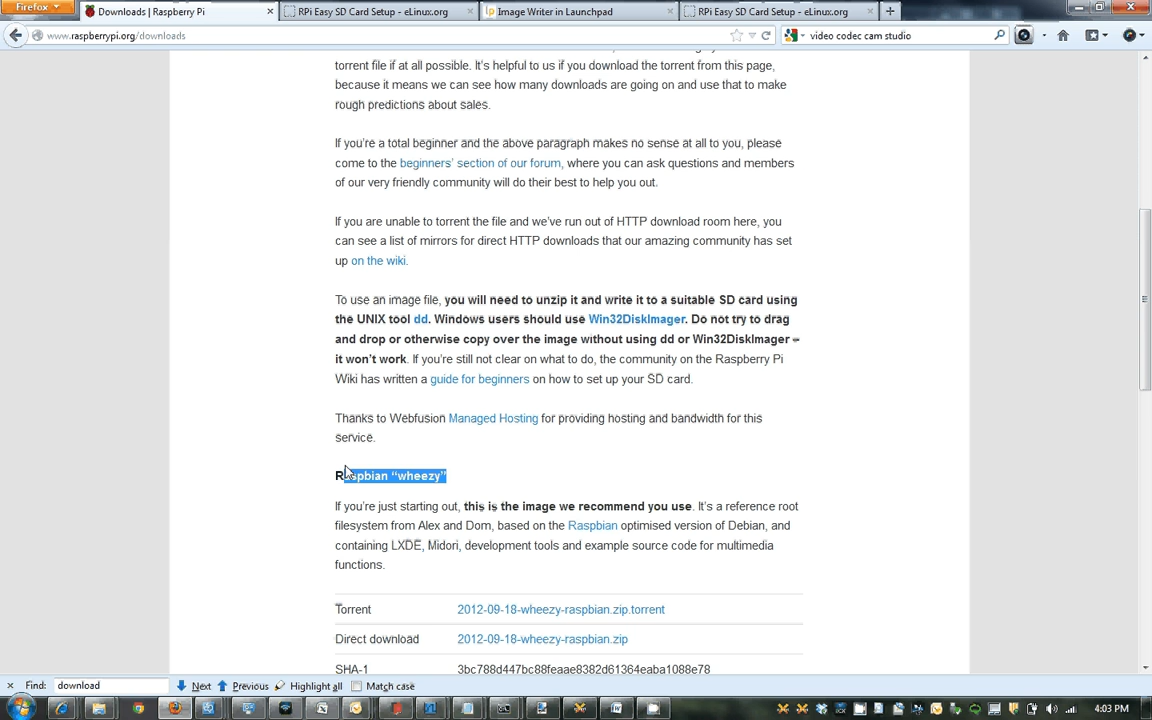 Firefox
Downloads | Raspberry Pi
RPi Easy SD Card Setup - eLinux.org
Image Writer in Launchpad
RPi Easy SD Card Setup - eLinux.org
www.raspberrypi.org/downloads
video codec cam studio
torrent file if at all possible. It's helpful to us if you download the torrent from this page,
because it means we can see how many downloads are going on and use that to make
rough predictions about sales.
If you're a total beginner and the above paragraph makes no sense at all to you, please
come to the beginners' section of our forum, where you can ask questions and members
of our very friendly community will do their best to help you out.
If you are unable to torrent the file and we've run out of HTTP download room here, you
can see a list of mirrors for direct HTTP downloads that our amazing community has set
up on the wiki.
To use an image file, you will need to unzip it and write it to a suitable SD card using
the UNIX tool dd. Windows users should use Win32DiskImager. Do not try to drag
and drop or otherwise copy over the image without using dd or Win32DiskImager –
it won't work. If you're still not clear on what to do, the community on the Raspberry Pi
Wiki has written a guide for beginners on how to set up your SD card.
Thanks to Webfusion Managed Hosting for providing hosting and bandwidth for this
service.
Raspbian “wheezy”
If you're just starting out, this is the image we recommend you use. It's a reference root
filesystem from Alex and Dom, based on the Raspbian optimised version of Debian, and
containing LXDE, Midori, development tools and example source code for multimedia
functions.
Torrent 2012-09-18-wheezy-raspbian.zip.torrent
Direct download 2012-09-18-wheezy-raspbian.zip
SHA-1 3bc788d447bc88feaae8382d61364eaba1088e78
Find: download Next Previous Highlight all Match case
4:03 PM